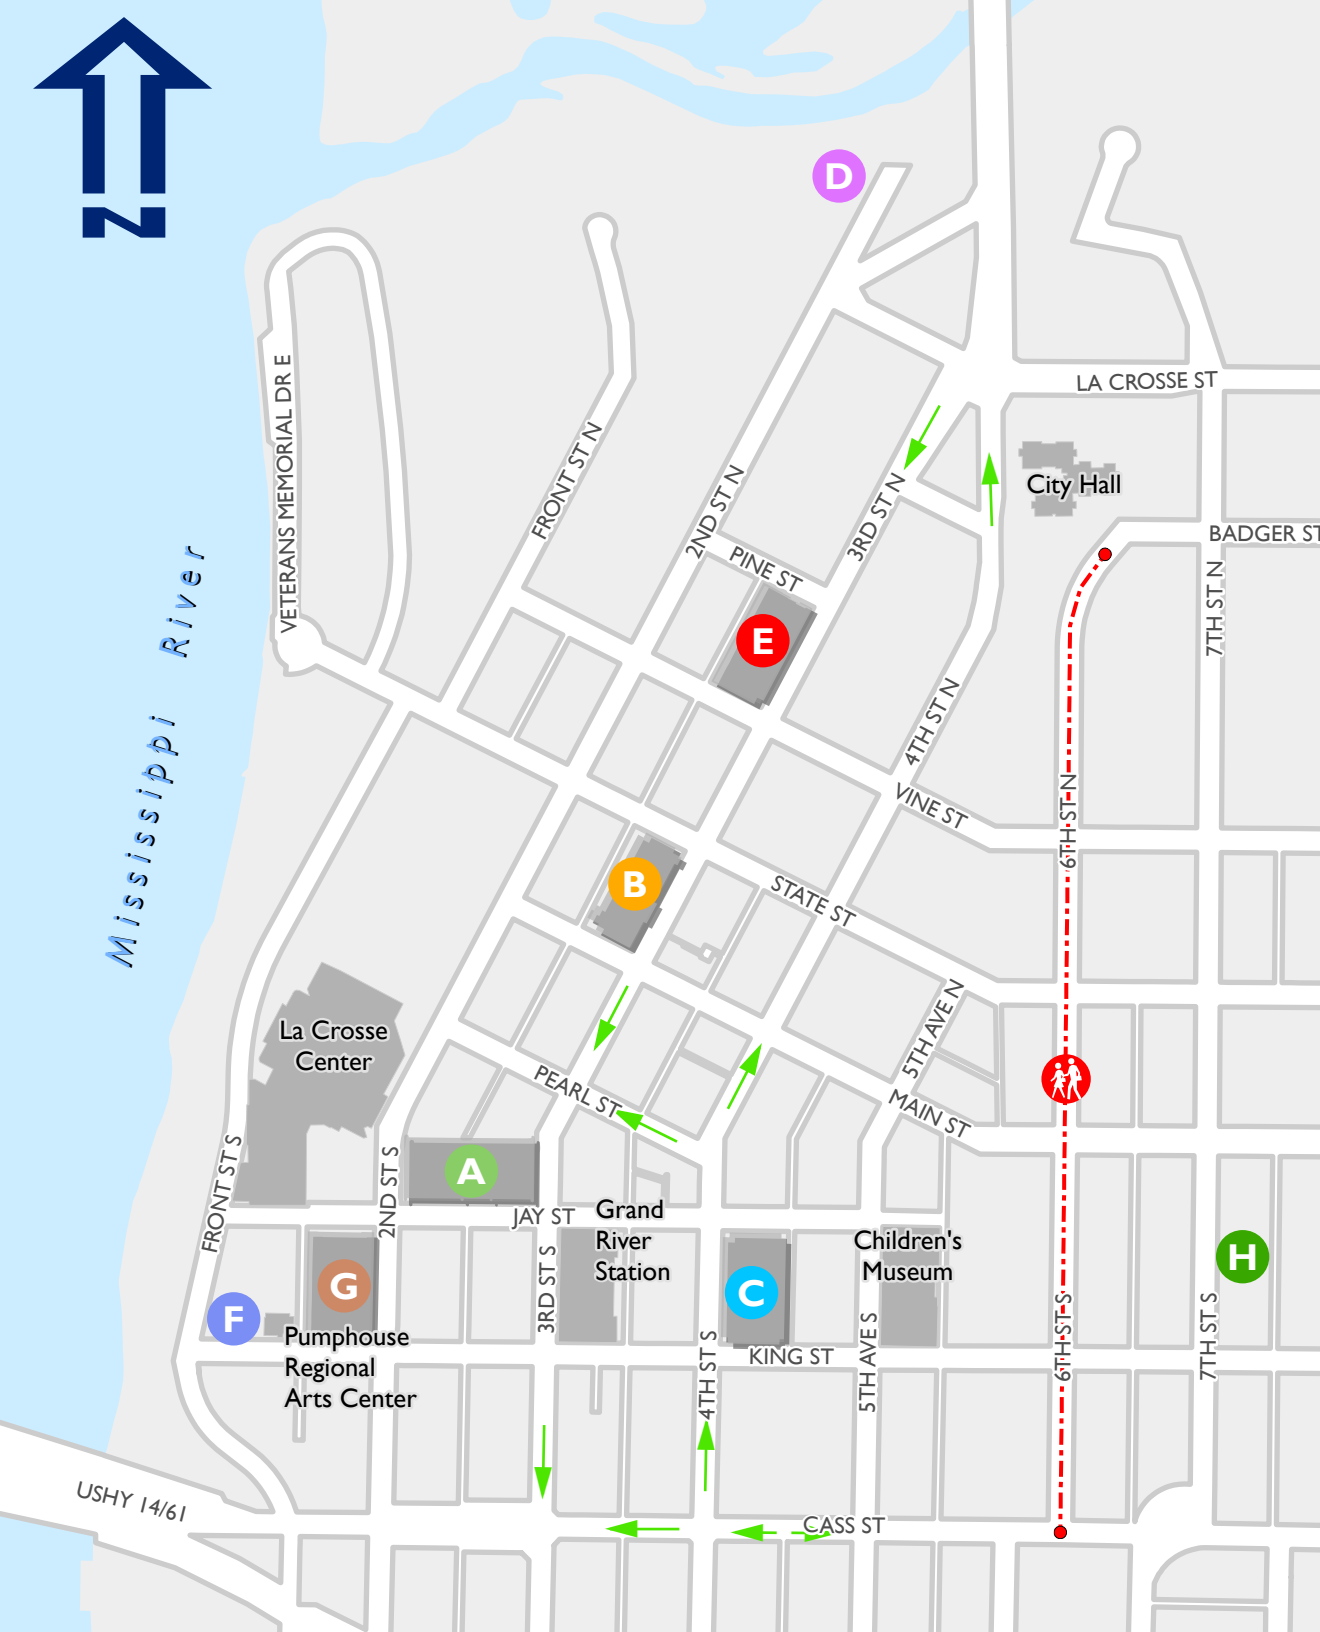 N
D
LA CROSSE ST
VETERANS MEMORIAL DR E
FRONT ST N
2ND ST N
3RD ST N
City Hall
BADGER ST
PINE ST
7TH ST N
E
Mississippi River
4TH ST N
VINE ST
6TH ST N
B
STATE ST
5TH AVE N
La Crosse
Center
PEARL ST
MAIN ST
FRONT ST S
2ND ST S
A
JAY ST
Grand
River
Station
3RD ST S
Children's
Museum
H
C
G
F
Pumphouse
Regional
Arts Center
4TH ST S
KING ST
5TH AVE S
6TH ST S
7TH ST S
USHY 14/61
CASS ST